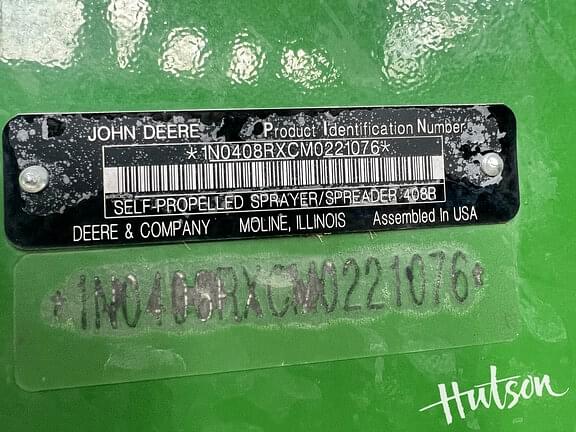 JOHN DEERE Product Identification Number
*1N0408RXCM0221076*
SELF-PROPELLED SPRAYER/SPREADER 408R
DEERE & COMPANY MOLINE, ILLINOIS Assembled in USA
*1N0408RXCM0221076*
Hutson